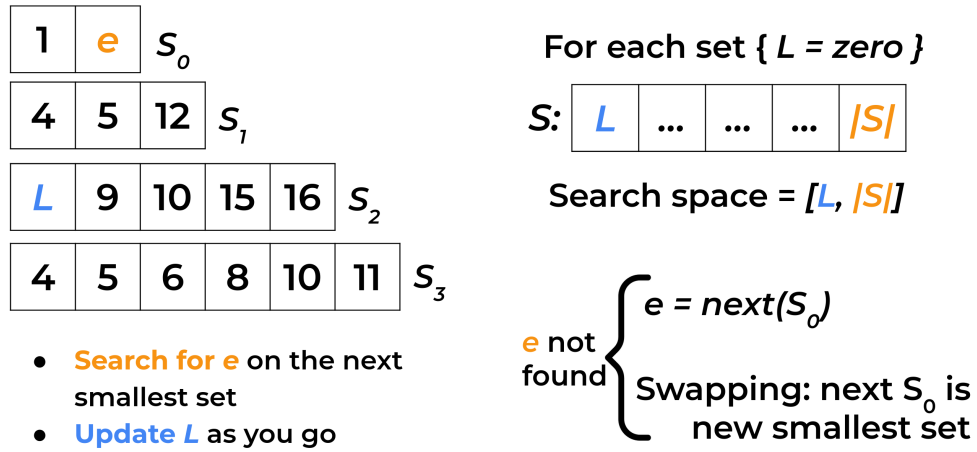 1 e S0
4 5 12 S1
L 9 10 15 16 S2
4 5 6 8 10 11 S3
● Search for e on the next
smallest set
● Update L as you go
For each set { L = zero }
S: L ... ... ... |S|
Search space = [L, |S|]
e not
found
e = next(S0)
Swapping: next S0 is
new smallest set